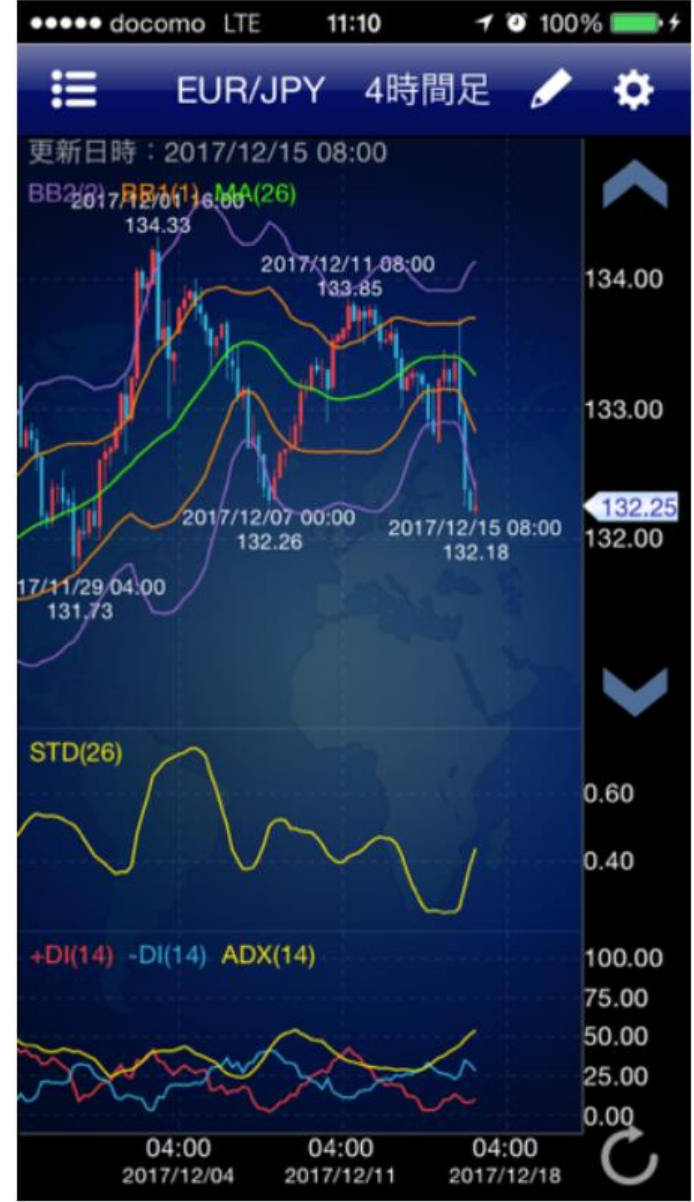 docomo LTE 11:10 100%
EUR/JPY 4時間足
更新日時:2017/12/15 08:00
BB2(2) BB1(1) MA(26)
2017/12/01 16:00
134.33
2017/12/11 08:00
133.85
134.00
133.00
132.25
2017/12/07 00:00
132.26
2017/12/15 08:00
132.18
132.00
17/11/29 04:00
131.73
STD(26)
0.60
0.40
+DI(14) -DI(14) ADX(14)
100.00
75.00
50.00
25.00
0.00
04:00 04:00 04:00
2017/12/04 2017/12/11 2017/12/18